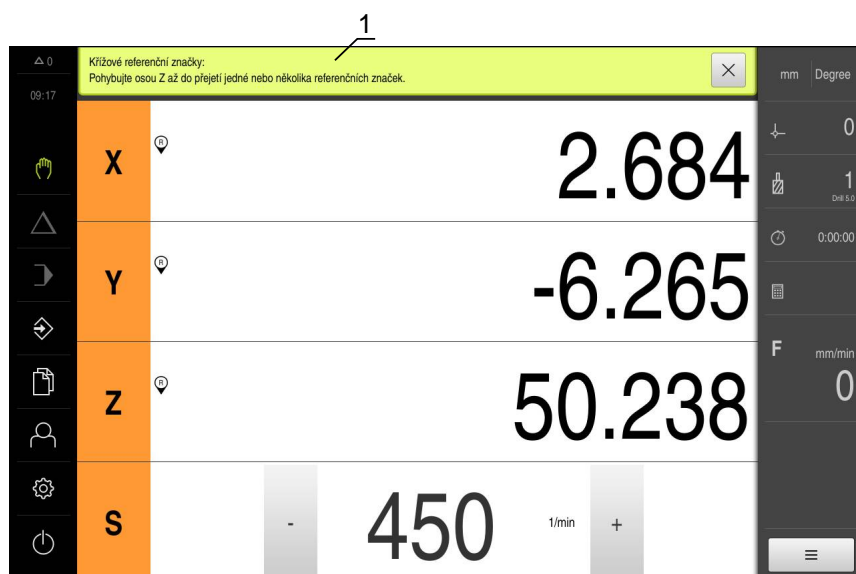 1
0
Křížové referenční značky:
Pohybujte osou Z až do přejetí jedné nebo několika referenčních značek.
mm Degree
09:17
X R 2.684
0
1
Drill 5.0
0:00:00
Y R -6.265
F mm/min
0
Z R 50.238
S - 450 1/min +